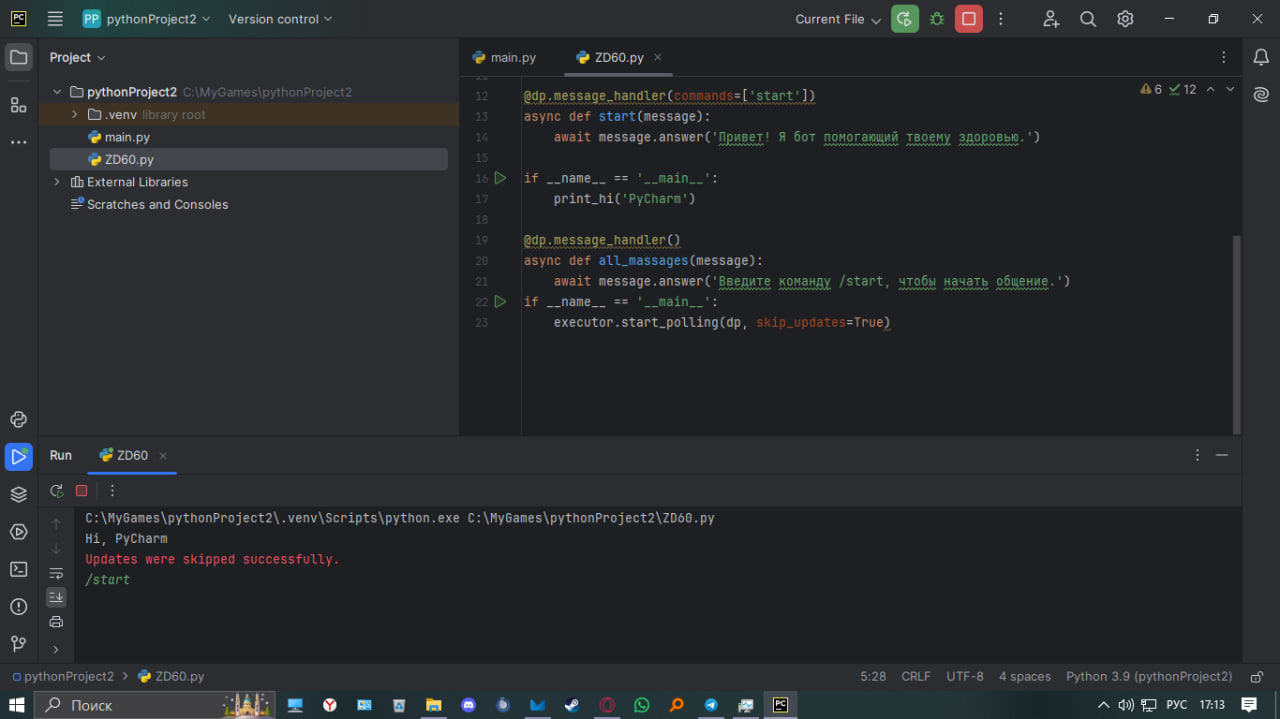 PC
PP pythonProject2
Version control
Current File
Project
pythonProject2 C:\MyGames\pythonProject2
.venv library root
main.py
ZD60.py
External Libraries
Scratches and Consoles
main.py
ZD60.py
6 12
12 @dp.message_handler(commands=['start'])
13 async def start(message):
14 await message.answer('Привет! Я бот помогающий твоему здоровью.')
15
16 if __name__ == '__main__':
17 print_hi('PyCharm')
18
19 @dp.message_handler()
20 async def all_massages(message):
21 await message.answer('Введите команду /start, чтобы начать общение.')
22 if __name__ == '__main__':
23 executor.start_polling(dp, skip_updates=True)
Run
ZD60
C:\MyGames\pythonProject2\.venv\Scripts\python.exe C:\MyGames\pythonProject2\ZD60.py
Hi, PyCharm
Updates were skipped successfully.
/start
pythonProject2 > ZD60.py
5:28 CRLF UTF-8 4 spaces Python 3.9 (pythonProject2)
Поиск
PC
РУС 17:13